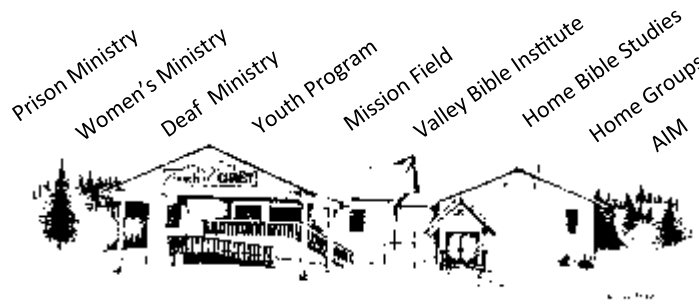 Prison Ministry
Women's Ministry
Deaf Ministry
Youth Program
Mission Field
Valley Bible Institute
Home Bible Studies
Home Groups
AIM